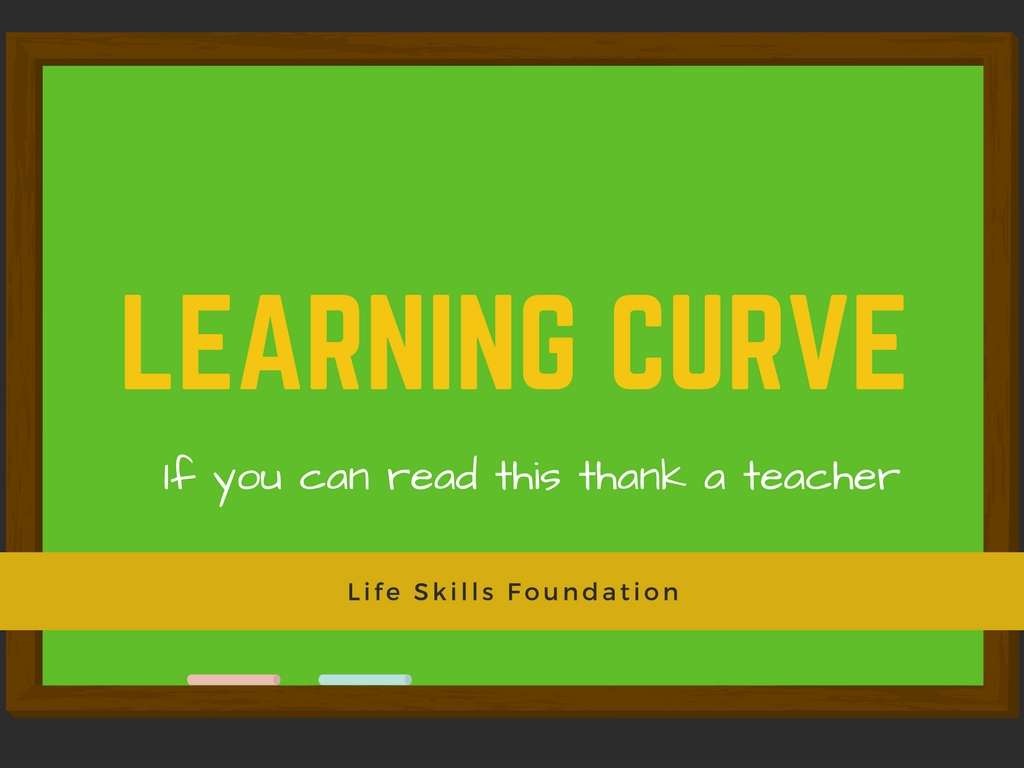 LEARNING CURVE
If you can read this thank a teacher
Life Skills Foundation